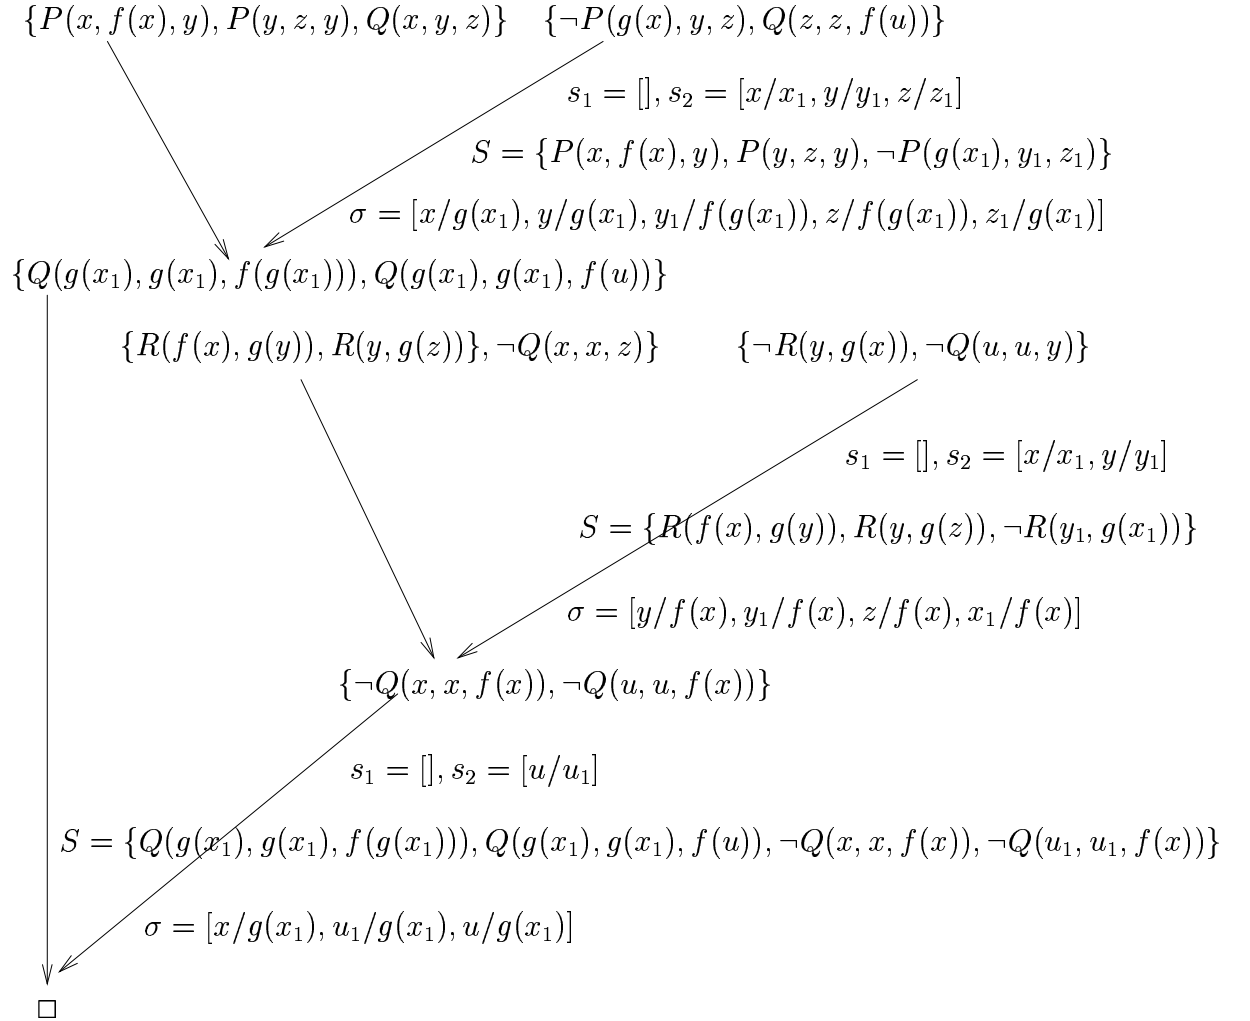 {P(x, f(x), y), P(y, z, y), Q(x, y, z)} {¬P(g(x), y, z), Q(z, z, f(u))}
s₁ = [], s₂ = [x/x₁, y/y₁, z/z₁]
S = {P(x, f(x), y), P(y, z, y), ¬P(g(x₁), y₁, z₁)}
σ = [x/g(x₁), y/g(x₁), y₁/f(g(x₁)), z/f(g(x₁)), z₁/g(x₁)]
{Q(g(x₁), g(x₁), f(g(x₁))), Q(g(x₁), g(x₁), f(u))}
{R(f(x), g(y)), R(y, g(z))}, ¬Q(x, x, z)} {¬R(y, g(x)), ¬Q(u, u, y)}
s₁ = [], s₂ = [x/x₁, y/y₁]
S = {R(f(x), g(y)), R(y, g(z)), ¬R(y₁, g(x₁))}
σ = [y/f(x), y₁/f(x), z/f(x), x₁/f(x)]
{¬Q(x, x, f(x)), ¬Q(u, u, f(x))}
s₁ = [], s₂ = [u/u₁]
S = {Q(g(x₁), g(x₁), f(g(x₁))), Q(g(x₁), g(x₁), f(u)), ¬Q(x, x, f(x)), ¬Q(u₁, u₁, f(x))}
σ = [x/g(x₁), u₁/g(x₁), u/g(x₁)]
□